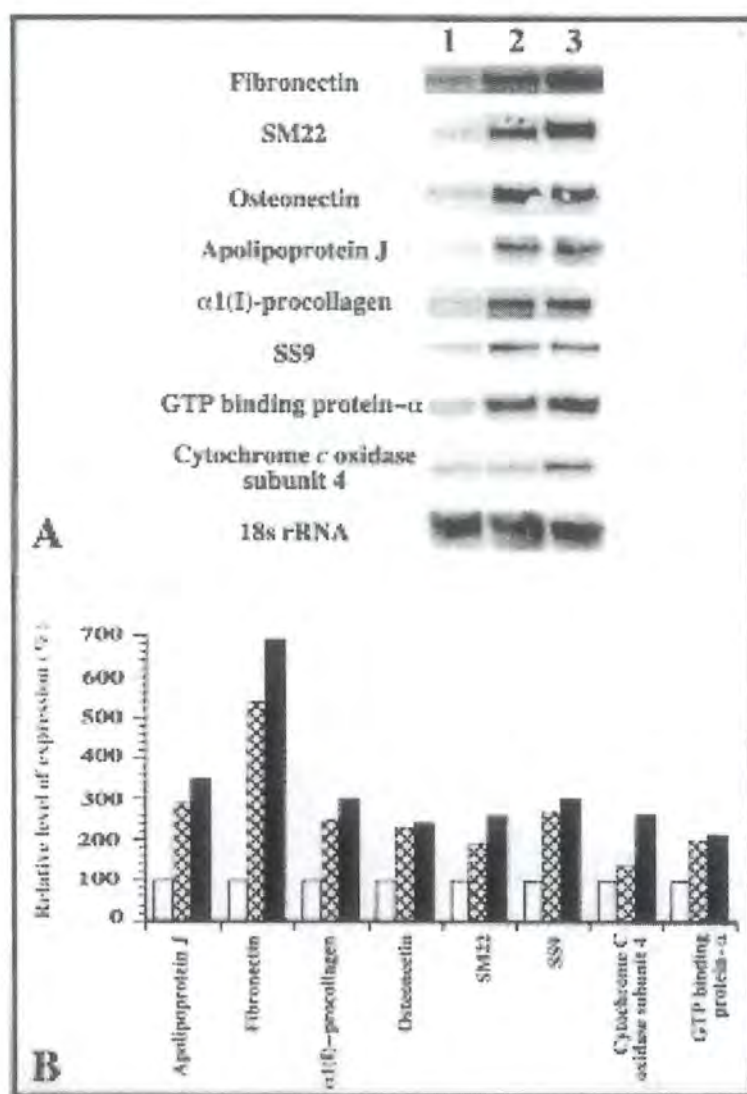 1 2 3
Fibronectin
SM22
Osteonectin
Apolipoprotein J
α1(I)-procollagen
SS9
GTP binding protein-α
Cytochrome c oxidase
subunit 4
18s rRNA
A
Relative level of expression (%)
700
600
500
400
300
200
100
0
Apolipoprotein J
Fibronectin
α1(I)-procollagen
Osteonectin
SM22
SS9
Cytochrome C
oxidase subunit 4
GTP binding
protein-α
B